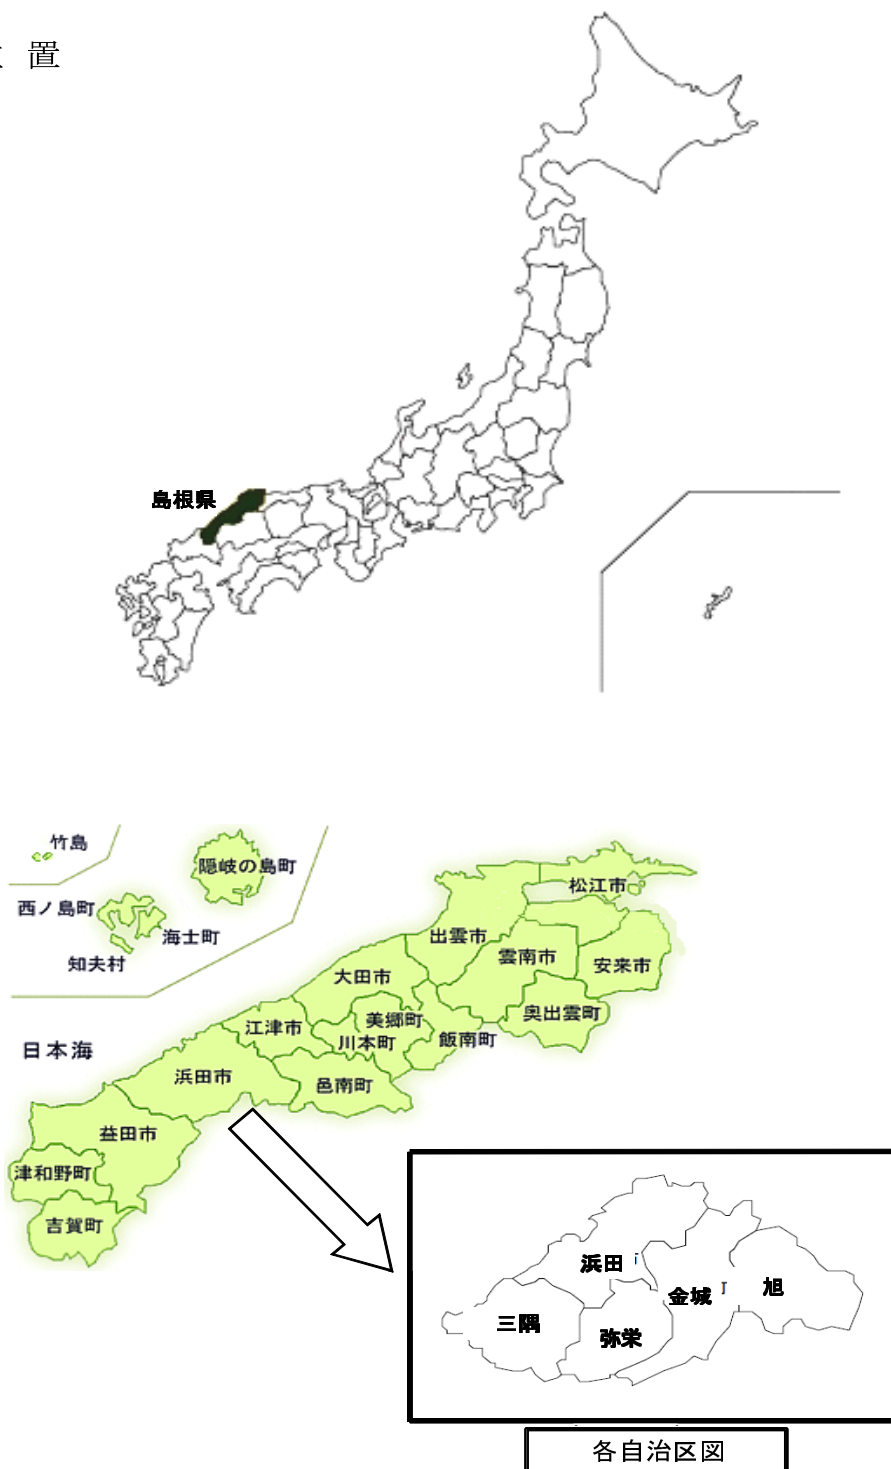 置
島根県
竹島
隠岐の島町
西ノ島町
海士町
知夫村
松江市
出雲市
雲南市
安来市
大田市
奥出雲町
美郷町
江津市
川本町
飯南町
日本海
浜田市
邑南町
益田市
津和野町
吉賀町
浜田
金城
旭
三隅
弥栄
各自治区図